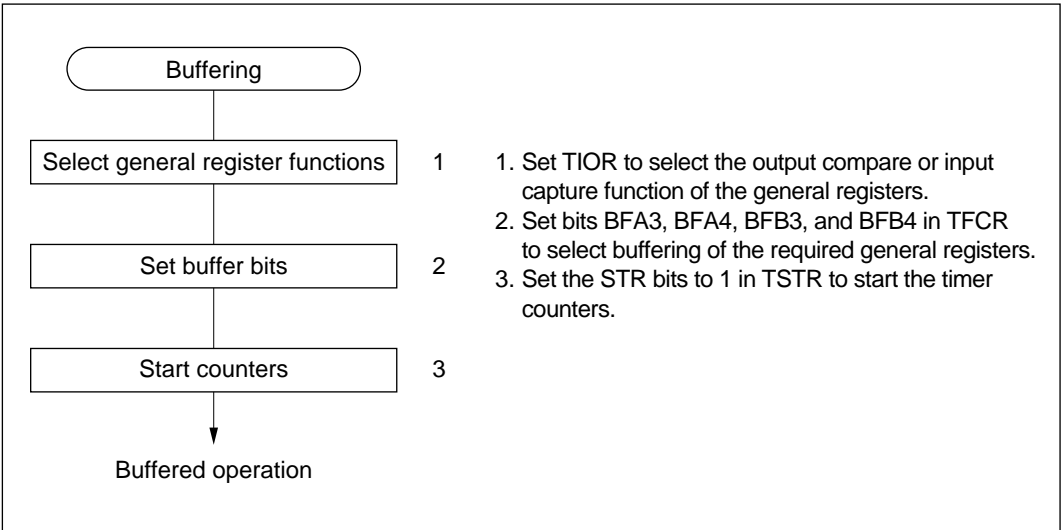 Buffering
Select general register functions 1
Set buffer bits 2
Start counters 3
Buffered operation
1. Set TIOR to select the output compare or input
capture function of the general registers.
2. Set bits BFA3, BFA4, BFB3, and BFB4 in TFCR
to select buffering of the required general registers.
3. Set the STR bits to 1 in TSTR to start the timer
counters.